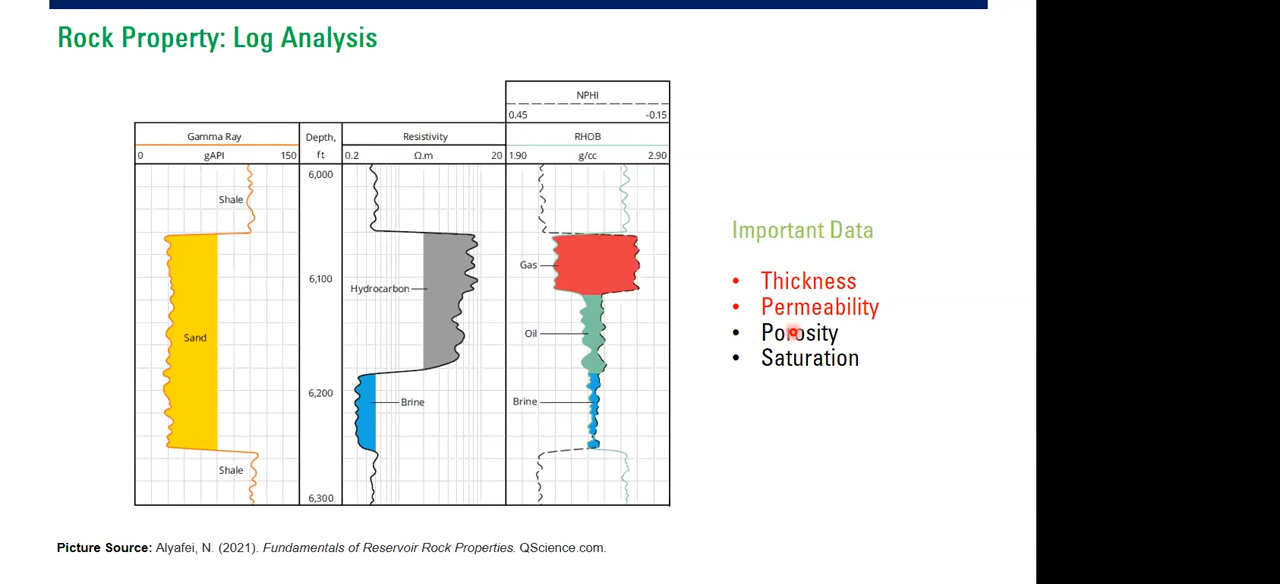 Rock Property: Log Analysis
NPHI
0.45 -0.15
Gamma Ray Depth, Resistivity RHOB
0 gAPI 150 ft 0.2 Ω.m 20 1.90 g/cc 2.90
6,000
Shale
Gas
6,100
Hydrocarbon
Sand
Oil
6,200
Brine
Brine
Shale
6,300
Important Data
• Thickness
• Permeability
• Porosity
• Saturation
Picture Source: Alyafei, N. (2021). Fundamentals of Reservoir Rock Properties. QScience.com.